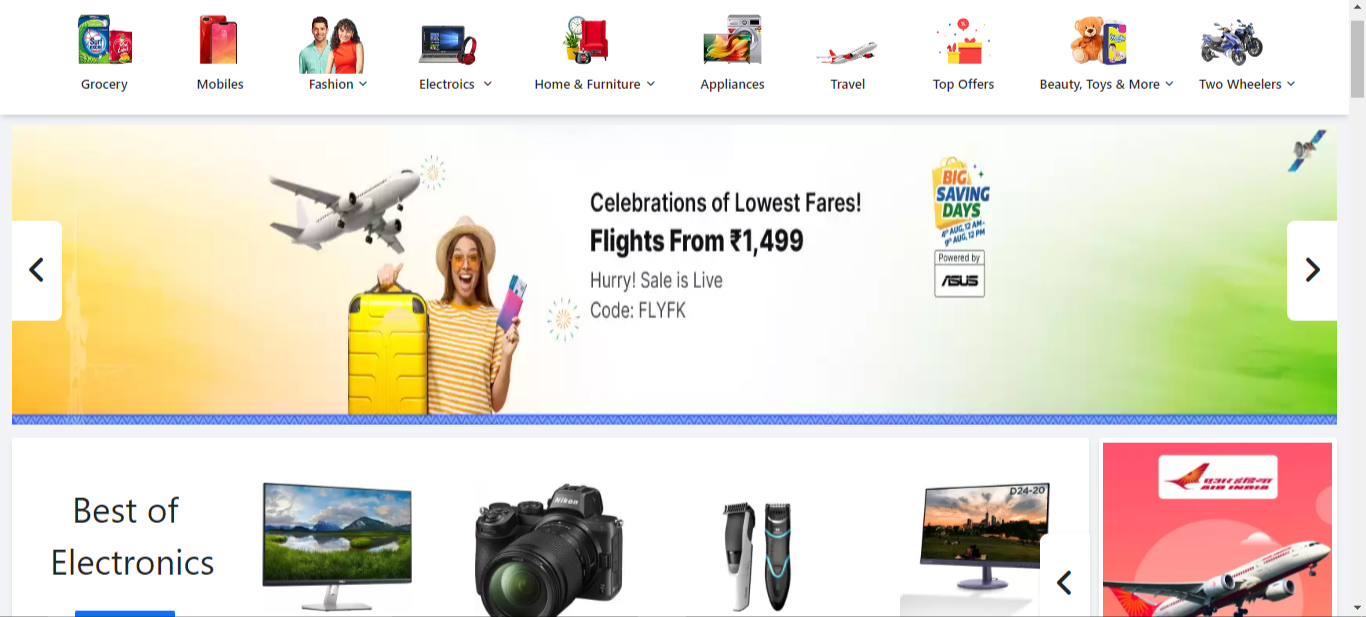 Grocery
Mobiles
Fashion
Electroics
Home & Furniture
Appliances
Travel
Top Offers
Beauty, Toys & More
Two Wheelers
Celebrations of Lowest Fares!
Flights From ₹1,499
Hurry! Sale is Live
Code: FLYFK
BIG
SAVING
DAYS
4th AUG, 12 AM-
9th AUG, 12 PM
Powered by
ASUS
Best of
Electronics
Nikon
D24-20
एअर इंडिया
AIR INDIA